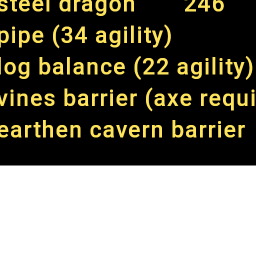 steel dragon 246
pipe (34 agility)
log balance (22 agility)
vines barrier (axe requi
earthen cavern barrier